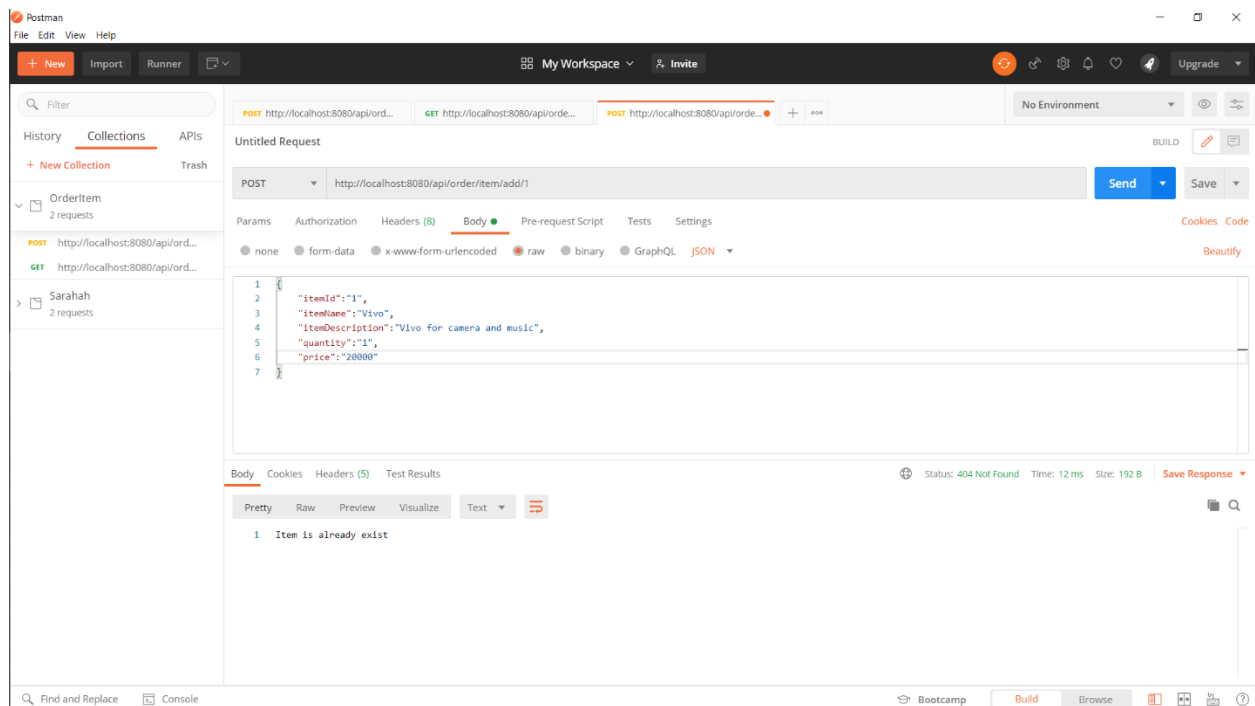 Postman
File Edit View Help
+ New Import Runner My Workspace Invite Upgrade
Filter
History Collections APIs
+ New Collection Trash
OrderItem
2 requests
POST http://localhost:8080/api/ord...
GET http://localhost:8080/api/ord...
Sarahah
2 requests
POST http://localhost:8080/api/ord... GET http://localhost:8080/api/orde... POST http://localhost:8080/api/orde... No Environment
Untitled Request BUILD
POST http://localhost:8080/api/order/item/add/1 Send Save
Params Authorization Headers (8) Body Pre-request Script Tests Settings Cookies Code
none form-data x-www-form-urlencoded raw binary GraphQL JSON Beautify
1 {
2 "itemId":"1",
3 "itemName":"Vivo",
4 "itemDescription":"Vivo for camera and music",
5 "quantity":"1",
6 "price":"20000"
7 }
Body Cookies Headers (5) Test Results Status: 404 Not Found Time: 12 ms Size: 192 B Save Response
Pretty Raw Preview Visualize Text
1 Item is already exist
Find and Replace Console Bootcamp Build Browse